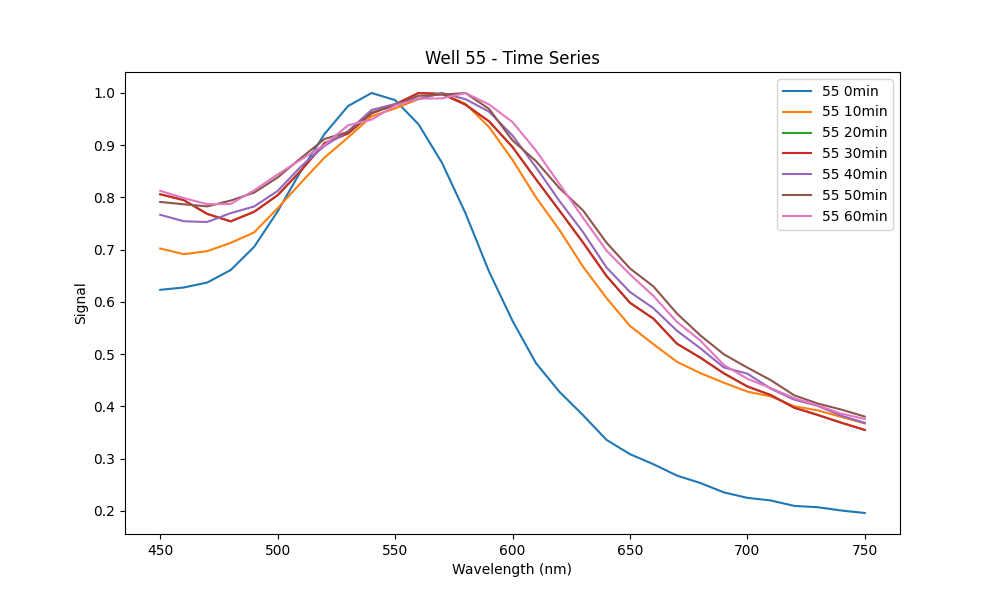 Well 55 - Time Series
Signal
1.0
0.9
0.8
0.7
0.6
0.5
0.4
0.3
0.2
55 0min
55 10min
55 20min
55 30min
55 40min
55 50min
55 60min
450 500 550 600 650 700 750
Wavelength (nm)